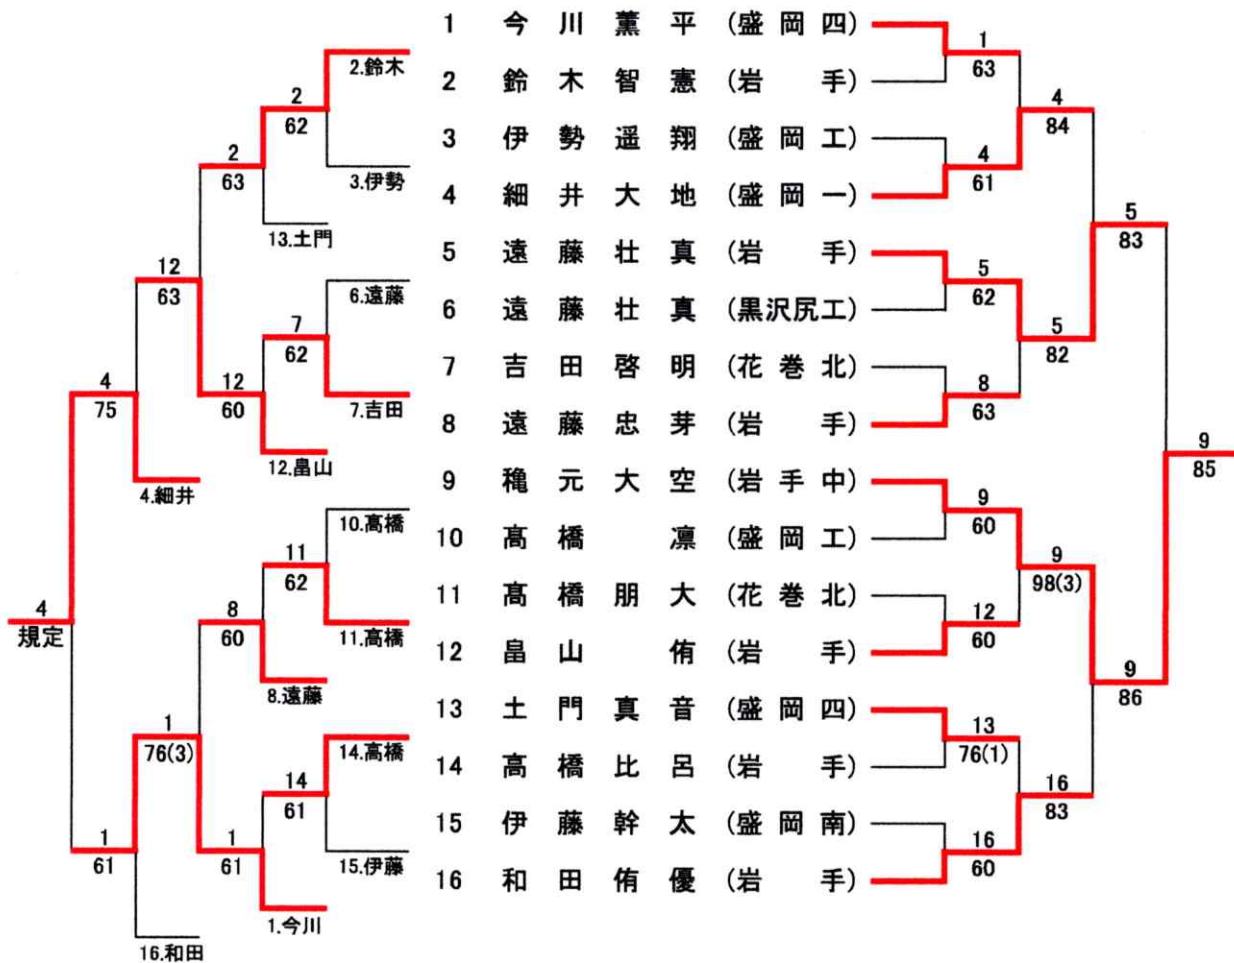 1 今川薫平 (盛岡四)
2 鈴木智憲 (岩手)
3 伊勢遥翔 (盛岡工)
4 細井大地 (盛岡一)
5 遠藤壮真 (岩手)
6 遠藤壮真 (黒沢尻工)
7 吉田啓明 (花巻北)
8 遠藤忠芽 (岩手)
9 穐元大空 (岩手中)
10 髙橋凛 (盛岡工)
11 髙橋朋大 (花巻北)
12 畠山侑 (岩手)
13 土門真音 (盛岡四)
14 高橋比呂 (岩手)
15 伊藤幹太 (盛岡南)
16 和田侑優 (岩手)
1
63
4
61
5
62
8
63
9
60
12
60
13
76(1)
16
60
4
84
5
82
9
98(3)
16
83
5
83
9
86
9
85
2.鈴木
3.伊勢
2
62
13.土門
2
63
6.遠藤
7.吉田
7
62
12.畠山
12
60
12
63
4.細井
4
75
10.髙橋
11.高橋
11
62
8.遠藤
8
60
14.高橋
15.伊藤
14
61
1.今川
1
61
1
76(3)
16.和田
1
61
4
規定